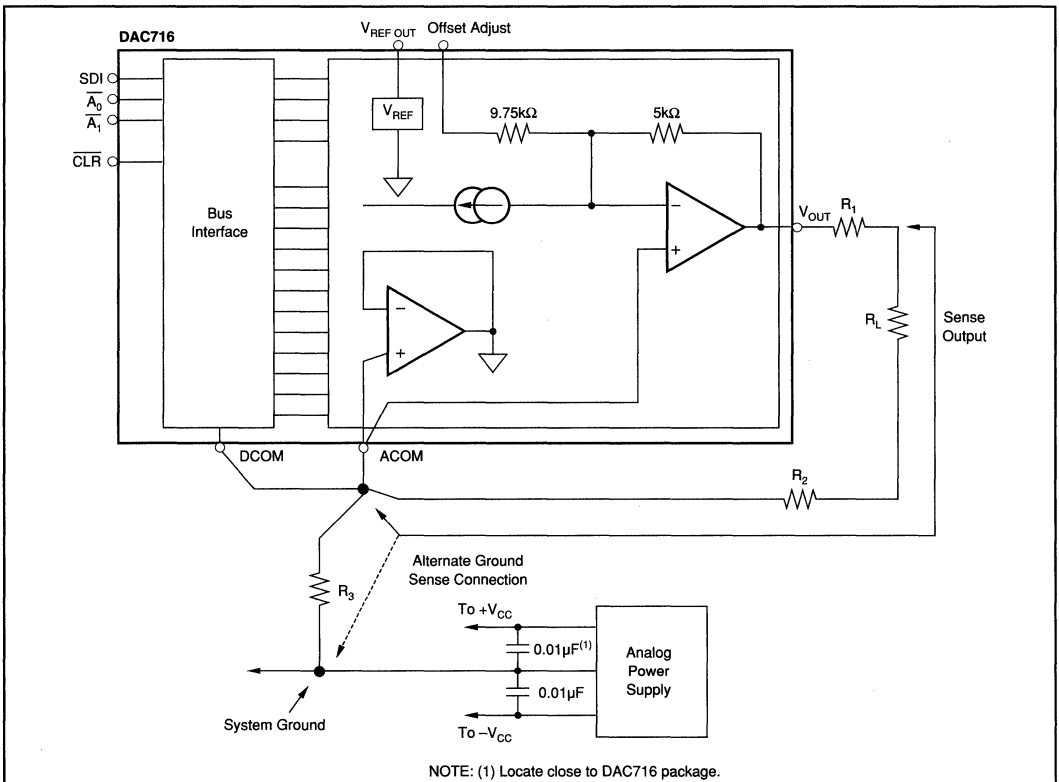 DAC716
V_REF OUT
Offset Adjust
SDI
A̅₀
A̅₁
C̅L̅R̅
Bus
Interface
V_REF
9.75kΩ
5kΩ
−
+
−
+
V_OUT
R₁
R_L
Sense
Output
DCOM
ACOM
R₂
R₃
Alternate Ground
Sense Connection
System Ground
To +V_CC
0.01µF⁽¹⁾
0.01µF
To –V_CC
Analog
Power
Supply
NOTE: (1) Locate close to DAC716 package.